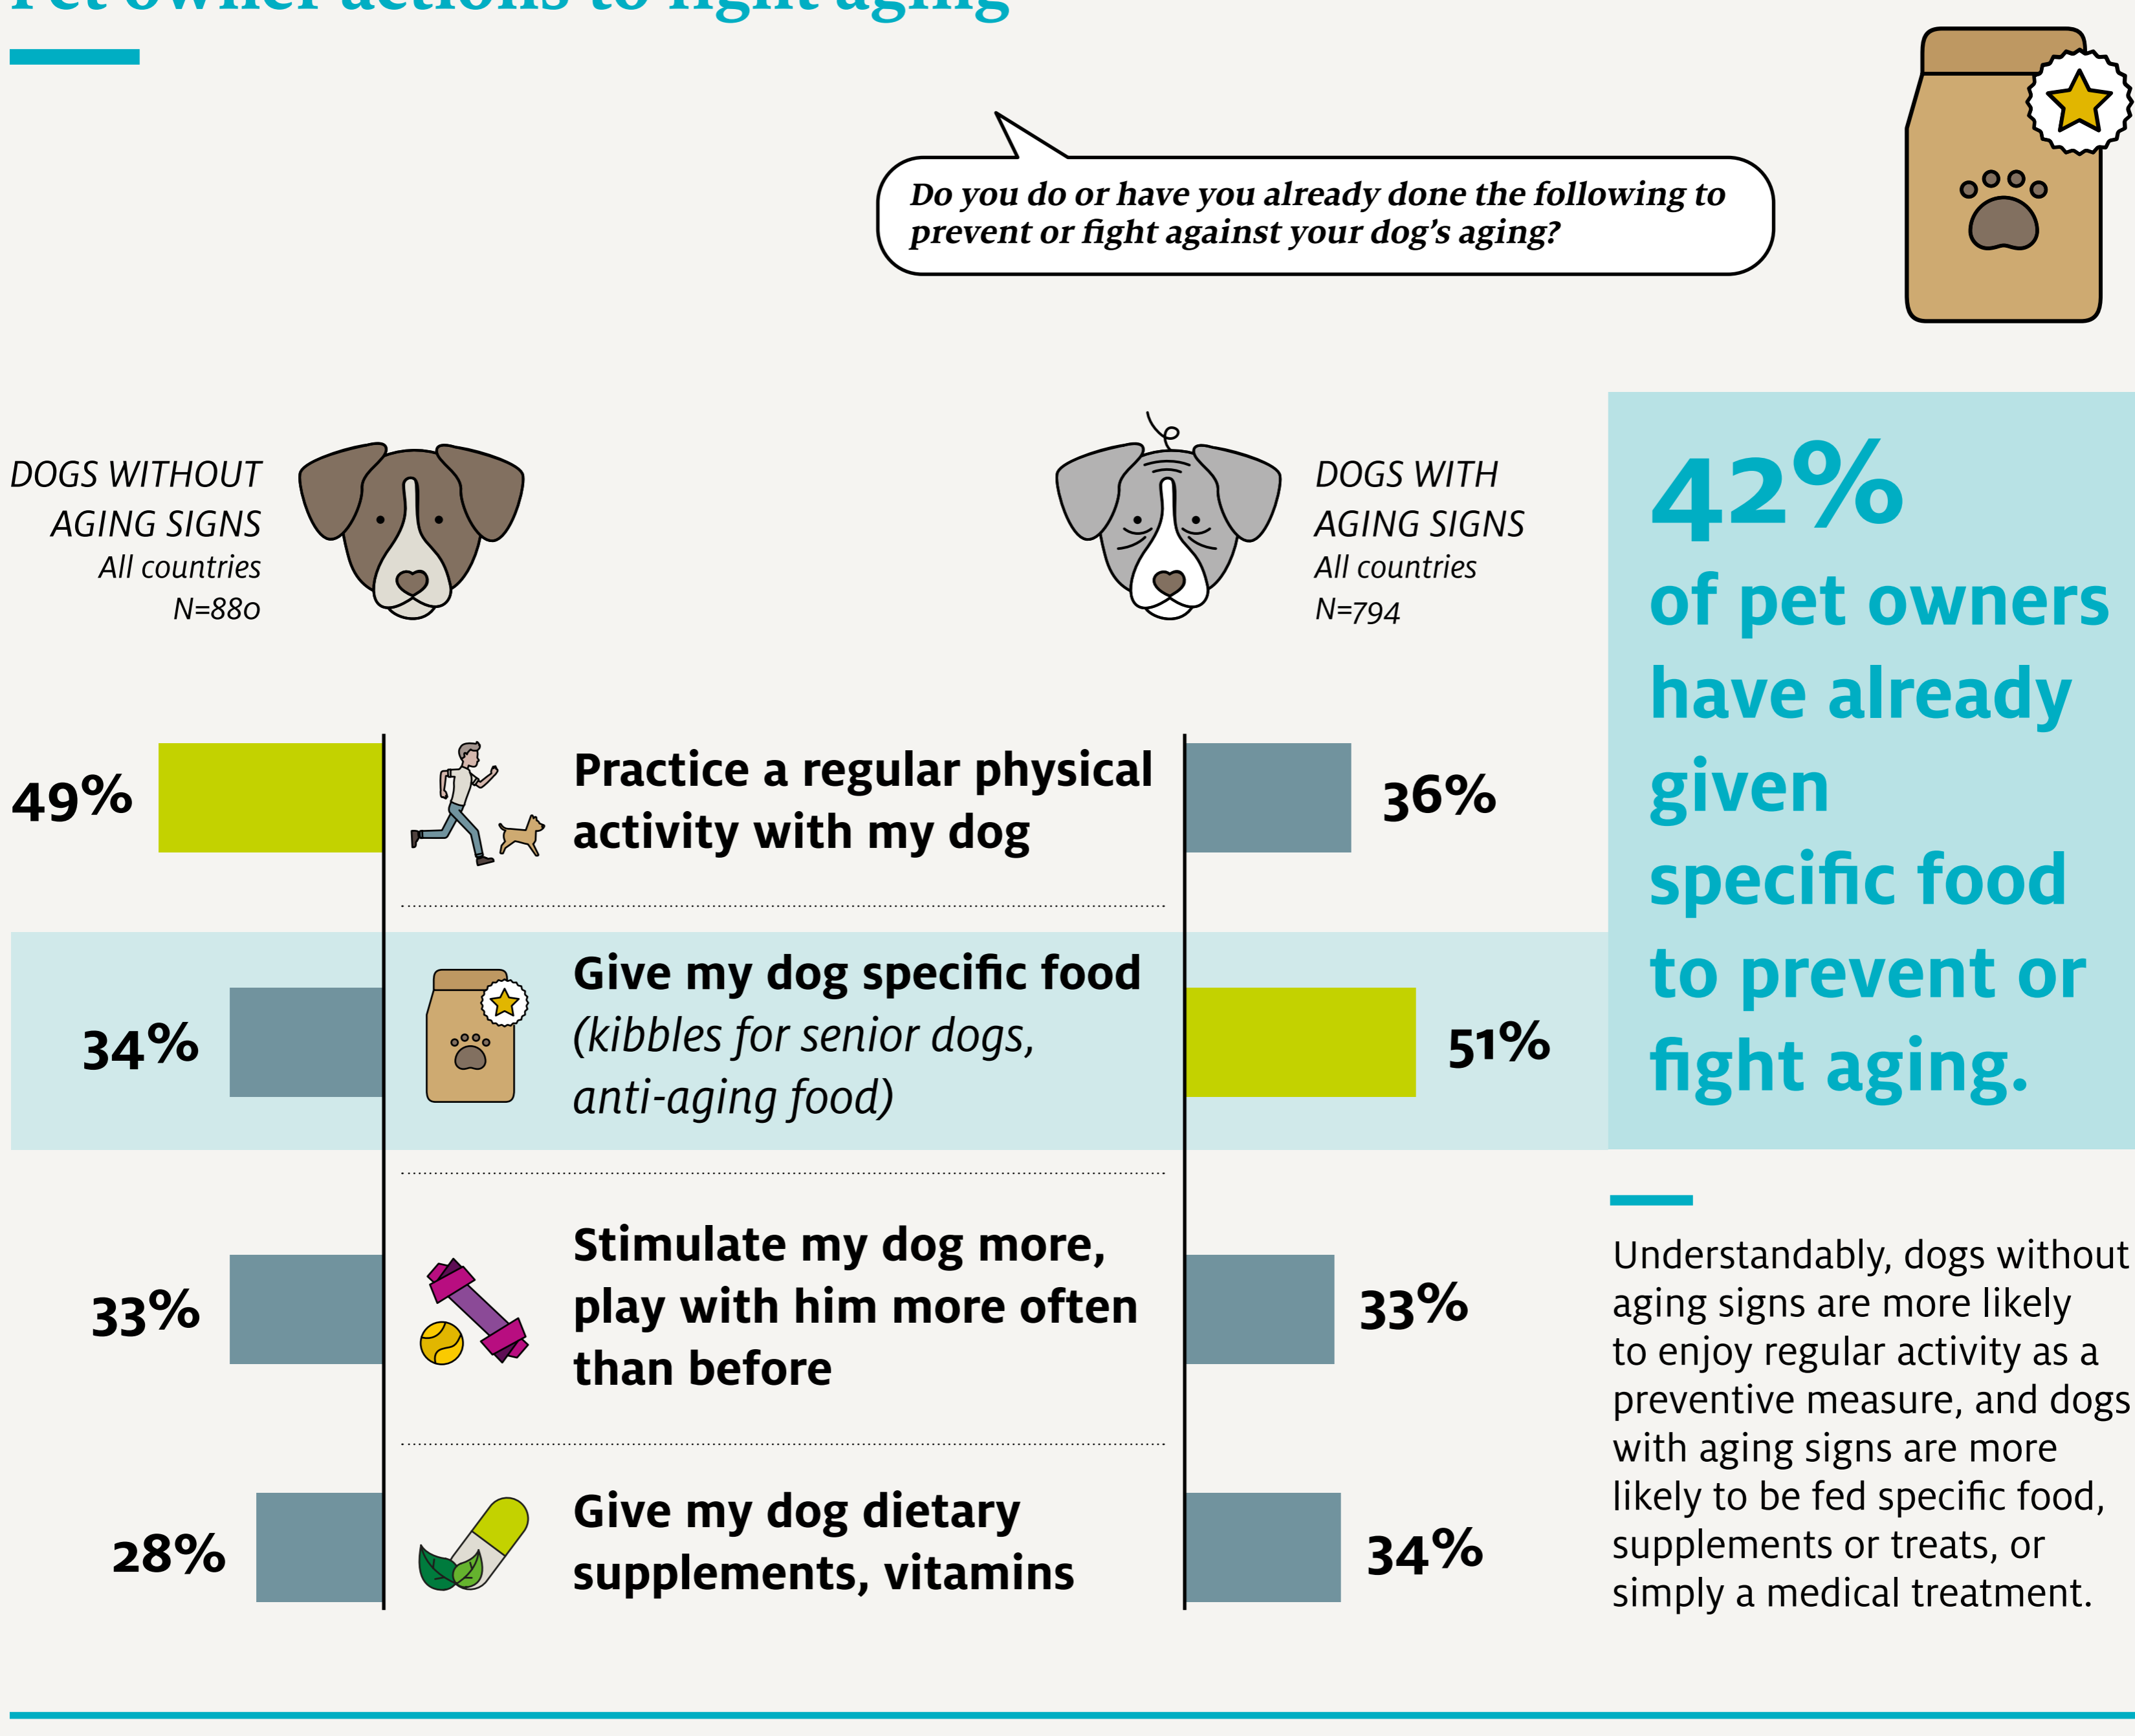 Pet owner actions to fight aging
Do you do or have you already done the following to
prevent or fight against your dog's aging?
DOGS WITHOUT
AGING SIGNS
All countries
N=880
DOGS WITH
AGING SIGNS
All countries
N=794
49%
Practice a regular physical
activity with my dog
36%
34%
Give my dog specific food
(kibbles for senior dogs,
anti-aging food)
51%
33%
Stimulate my dog more,
play with him more often
than before
33%
28%
Give my dog dietary
supplements, vitamins
34%
42%
of pet owners
have already
given
specific food
to prevent or
fight aging.
Understandably, dogs without
aging signs are more likely
to enjoy regular activity as a
preventive measure, and dogs
with aging signs are more
likely to be fed specific food,
supplements or treats, or
simply a medical treatment.